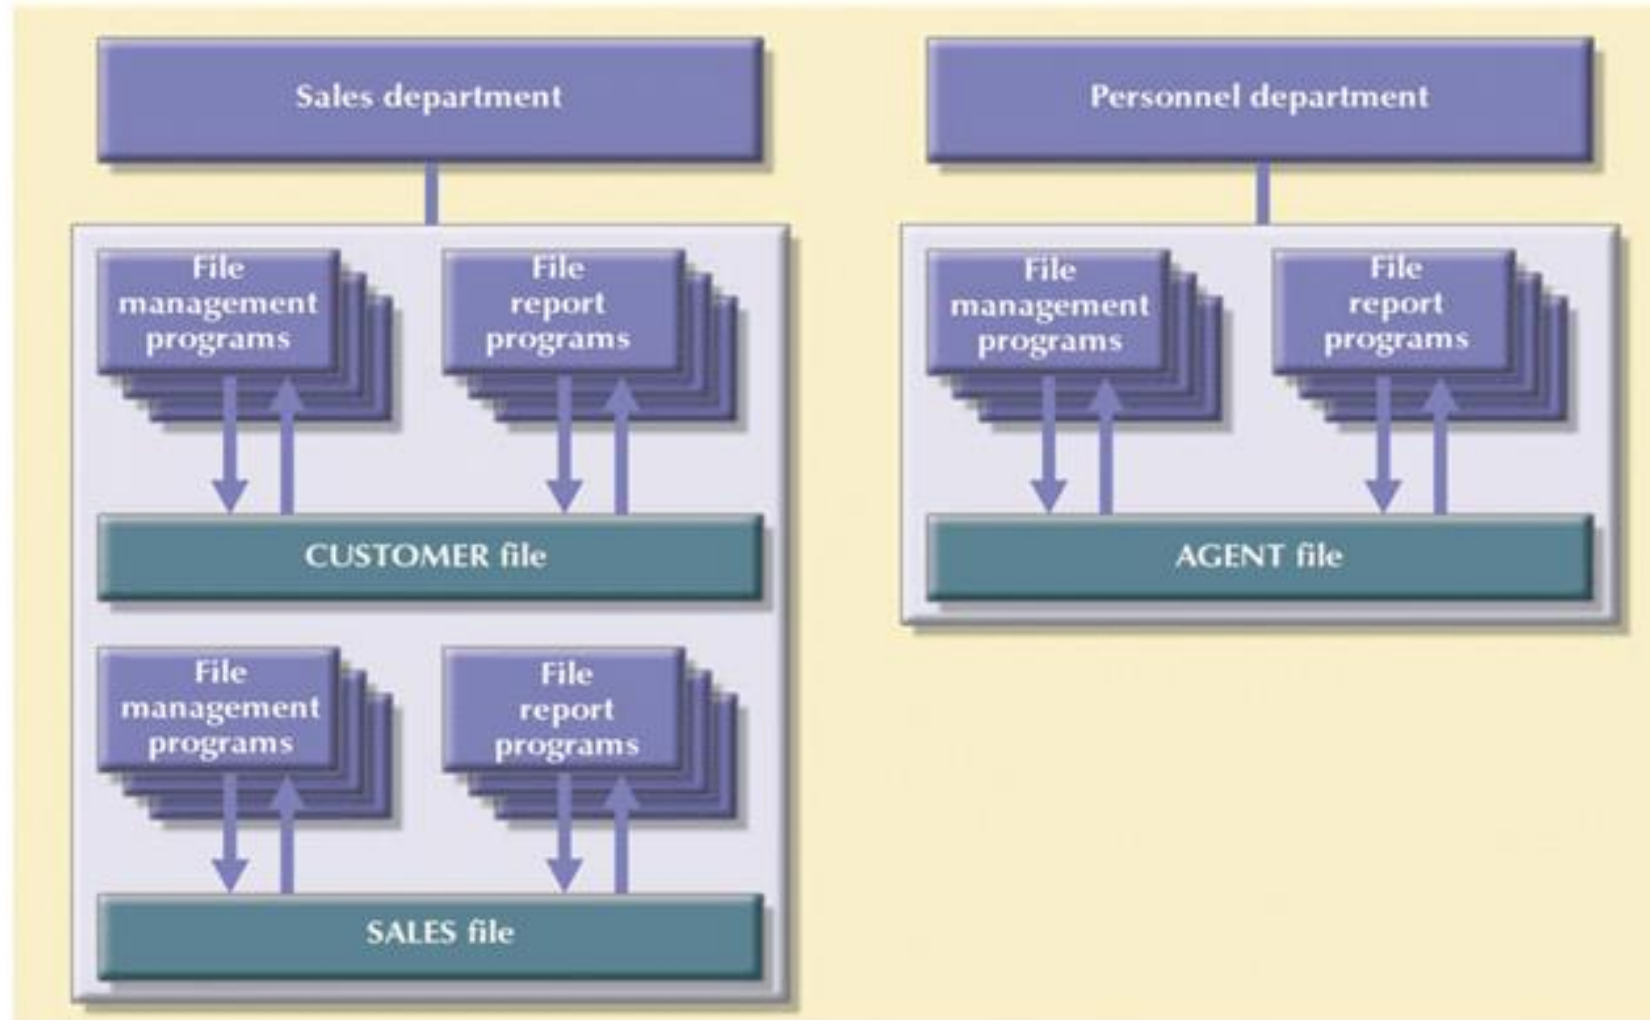 Sales department
File
management
programs
File
report
programs
CUSTOMER file
File
management
programs
File
report
programs
SALES file
Personnel department
File
management
programs
File
report
programs
AGENT file